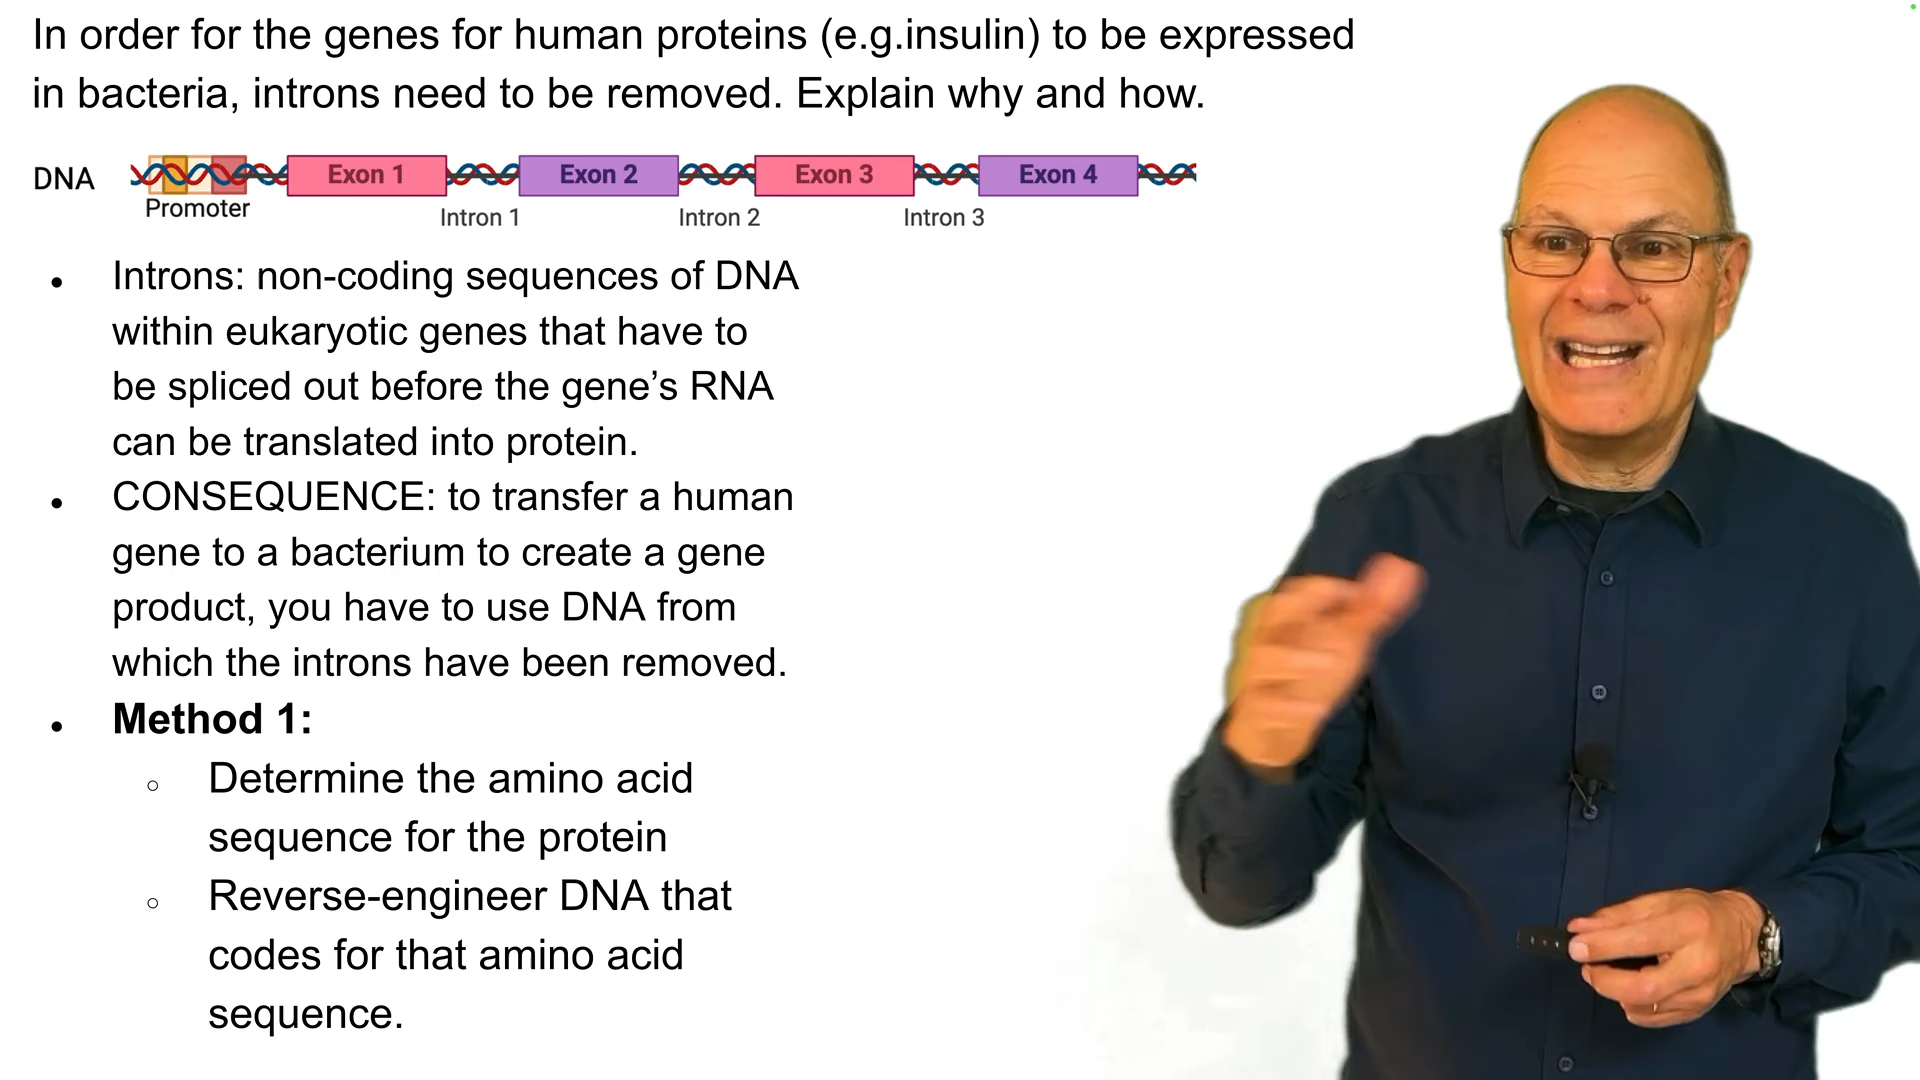 In order for the genes for human proteins (e.g.insulin) to be expressed
in bacteria, introns need to be removed. Explain why and how.
DNA
Exon 1
Exon 2
Exon 3
Exon 4
Promoter
Intron 1
Intron 2
Intron 3
• Introns: non-coding sequences of DNA
within eukaryotic genes that have to
be spliced out before the gene’s RNA
can be translated into protein.
• CONSEQUENCE: to transfer a human
gene to a bacterium to create a gene
product, you have to use DNA from
which the introns have been removed.
• Method 1:
○ Determine the amino acid
sequence for the protein
○ Reverse-engineer DNA that
codes for that amino acid
sequence.